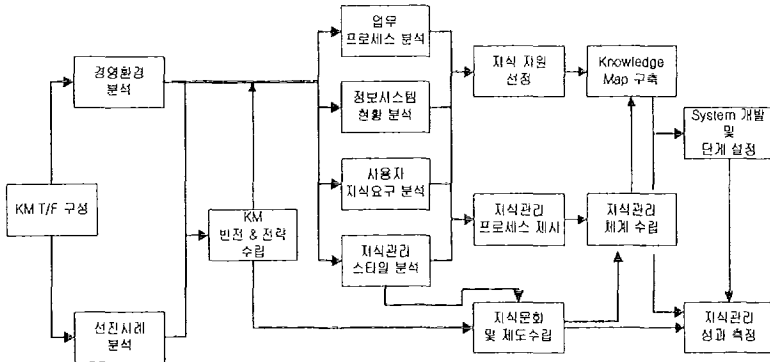 업무
프로세스 분석
경영환경
분석
지식 자원
선정
Knowledge
Map 구축
정보시스템
현황 분석
System 개발
및
단계 설정
사용자
지식요구 분석
KM T/F 구성
KM
비전 & 전략
수립
지식관리
프로세스 제시
지식관리
체계 수립
지식관리
스타일 분석
선진사례
분석
지식문화
및 제도수립
지식관리
성과 측정